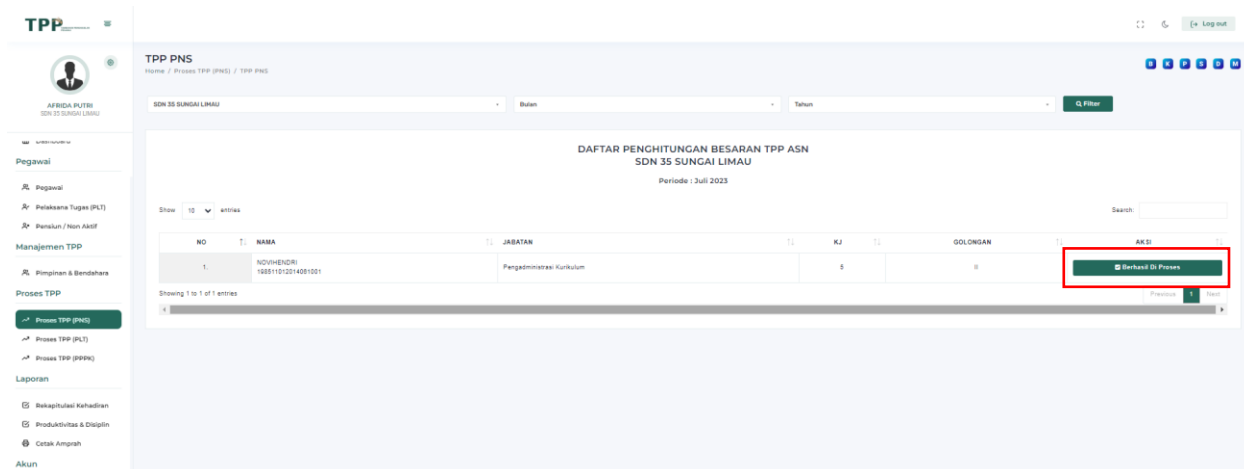 TPP
Log out
AFRIDA PUTRI
SDN 35 SUNGAI LIMAU
Dashboard
Pegawai
Pegawai
Pelaksana Tugas (PLT)
Pensiun / Non Aktif
Manajemen TPP
Pimpinan & Bendahara
Proses TPP
Proses TPP (PNS)
Proses TPP (PLT)
Proses TPP (PPPK)
Laporan
Rekapitulasi Kehadiran
Produktivitas & Disiplin
Cetak Amprah
Akun
TPP PNS
Home / Proses TPP (PNS) / TPP PNS
B K P S D M
SDN 35 SUNGAI LIMAU Bulan Tahun Filter
DAFTAR PENGHITUNGAN BESARAN TPP ASN
SDN 35 SUNGAI LIMAU
Periode : Juli 2023
Show 10 entries Search:
NO NAMA JABATAN KJ GOLONGAN AKSI
1. NOVIHENDRI Pengadministrasi Kurikulum 5 II Berhasil Di Proses
198511012014081001
Showing 1 to 1 of 1 entries Previous 1 Next